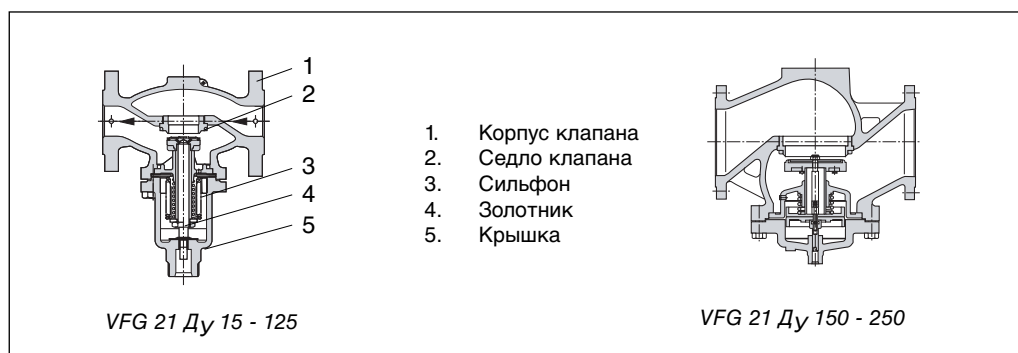 1
2
3
4
5
1. Корпус клапана
2. Седло клапана
3. Сильфон
4. Золотник
5. Крышка
VFG 21 Ду 15 - 125
VFG 21 Ду 150 - 250